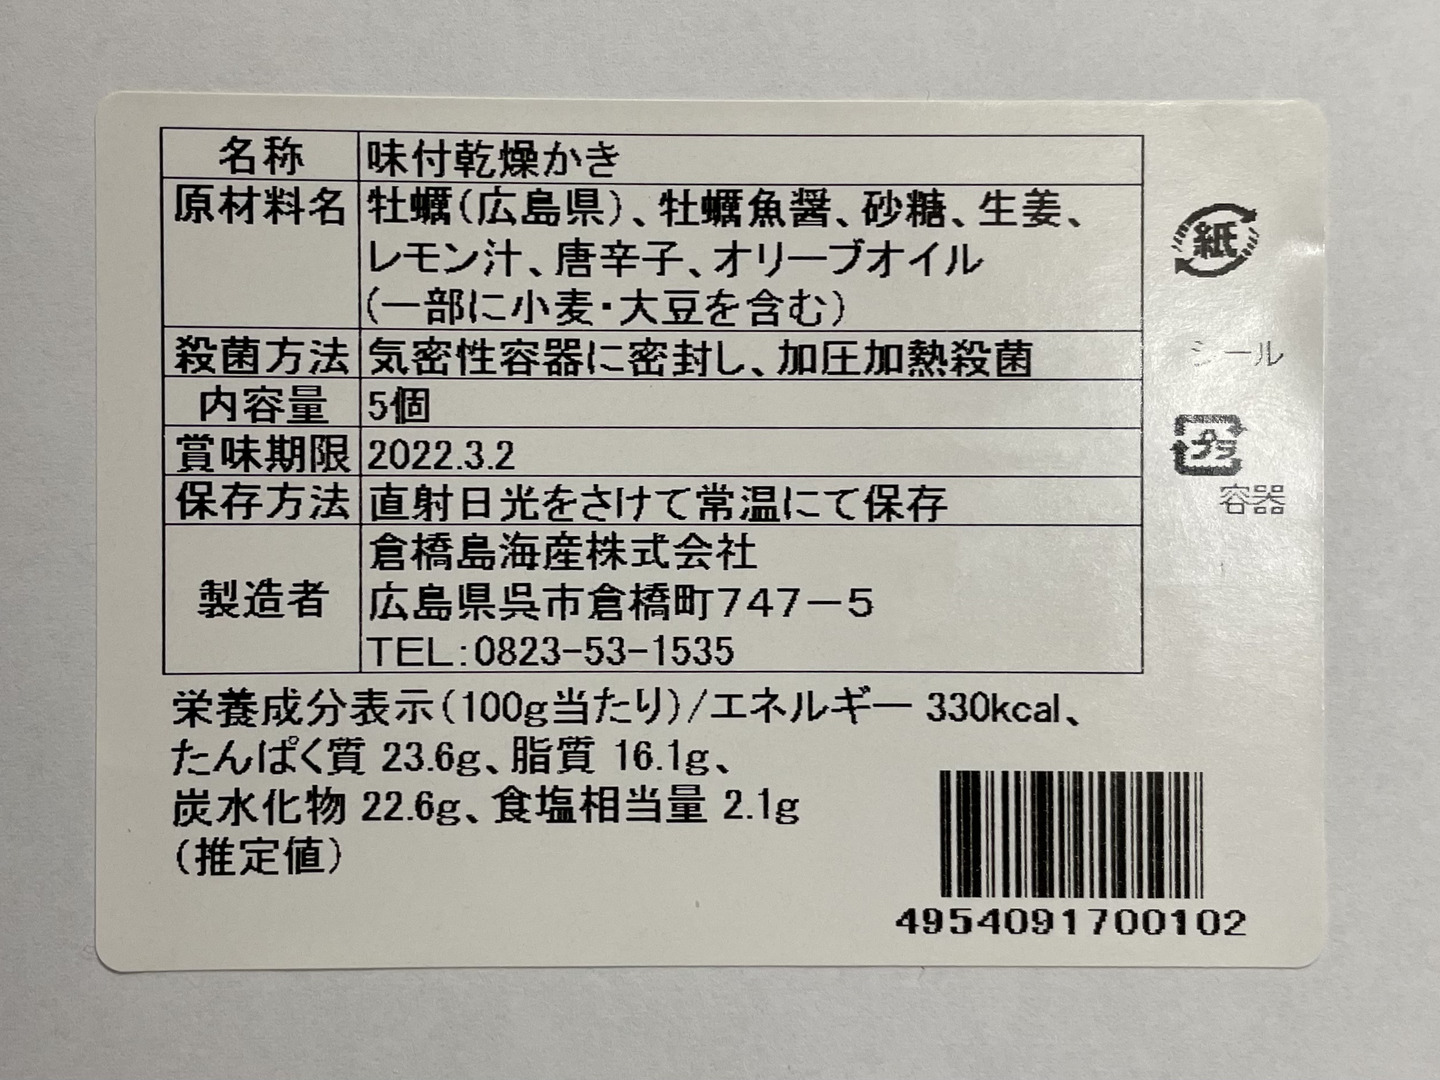 名称 味付乾燥かき
原材料名 牡蠣(広島県)、牡蠣魚醤、砂糖、生姜、
レモン汁、唐辛子、オリーブオイル
(一部に小麦・大豆を含む)
殺菌方法 気密性容器に密封し、加圧加熱殺菌
内容量 5個
賞味期限 2022.3.2
保存方法 直射日光をさけて常温にて保存
製造者 倉橋島海産株式会社
広島県呉市倉橋町747－5
TEL:0823-53-1535
紙
シール
プラ
容器
栄養成分表示(100g当たり)/エネルギー 330kcal、
たんぱく質 23.6g、脂質 16.1g、
炭水化物 22.6g、食塩相当量 2.1g
(推定値)
4954091700102